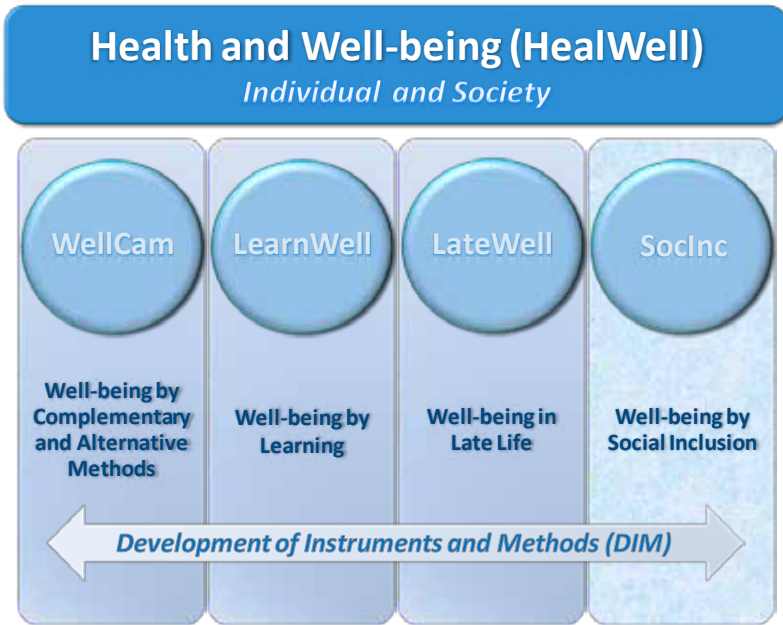 Health and Well-being (HealWell)
Individual and Society
WellCam
LearnWell
LateWell
SocInc
Well-being by
Complementary
and Alternative
Methods
Well-being by
Learning
Well-being in
Late Life
Well-being by
Social Inclusion
Development of Instruments and Methods (DIM)